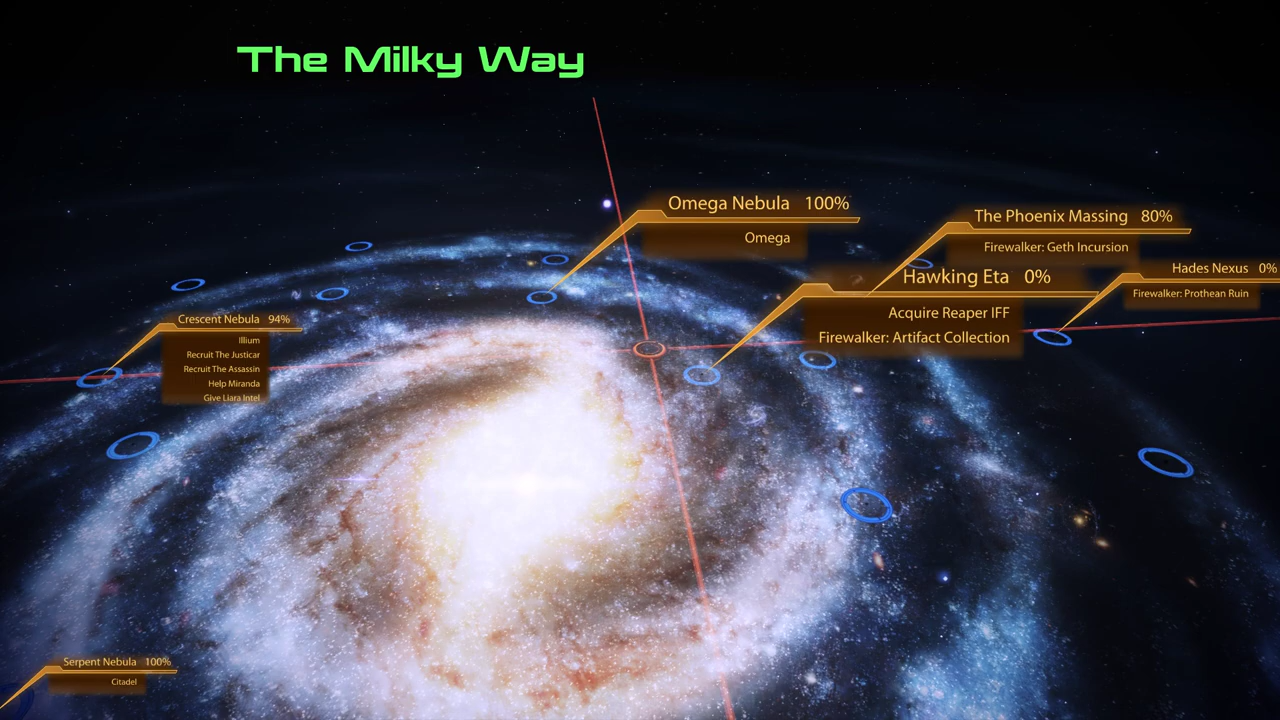 The Milky Way
Omega Nebula 100%
Omega
The Phoenix Massing 80%
Firewalker: Geth Incursion
Hawking Eta 0%
Acquire Reaper IFF
Firewalker: Artifact Collection
Hades Nexus 0%
Firewalker: Prothean Ruin
Crescent Nebula 94%
Illium
Recruit The Justicar
Recruit The Assassin
Help Miranda
Give Liara Intel
Serpent Nebula 100%
Citadel